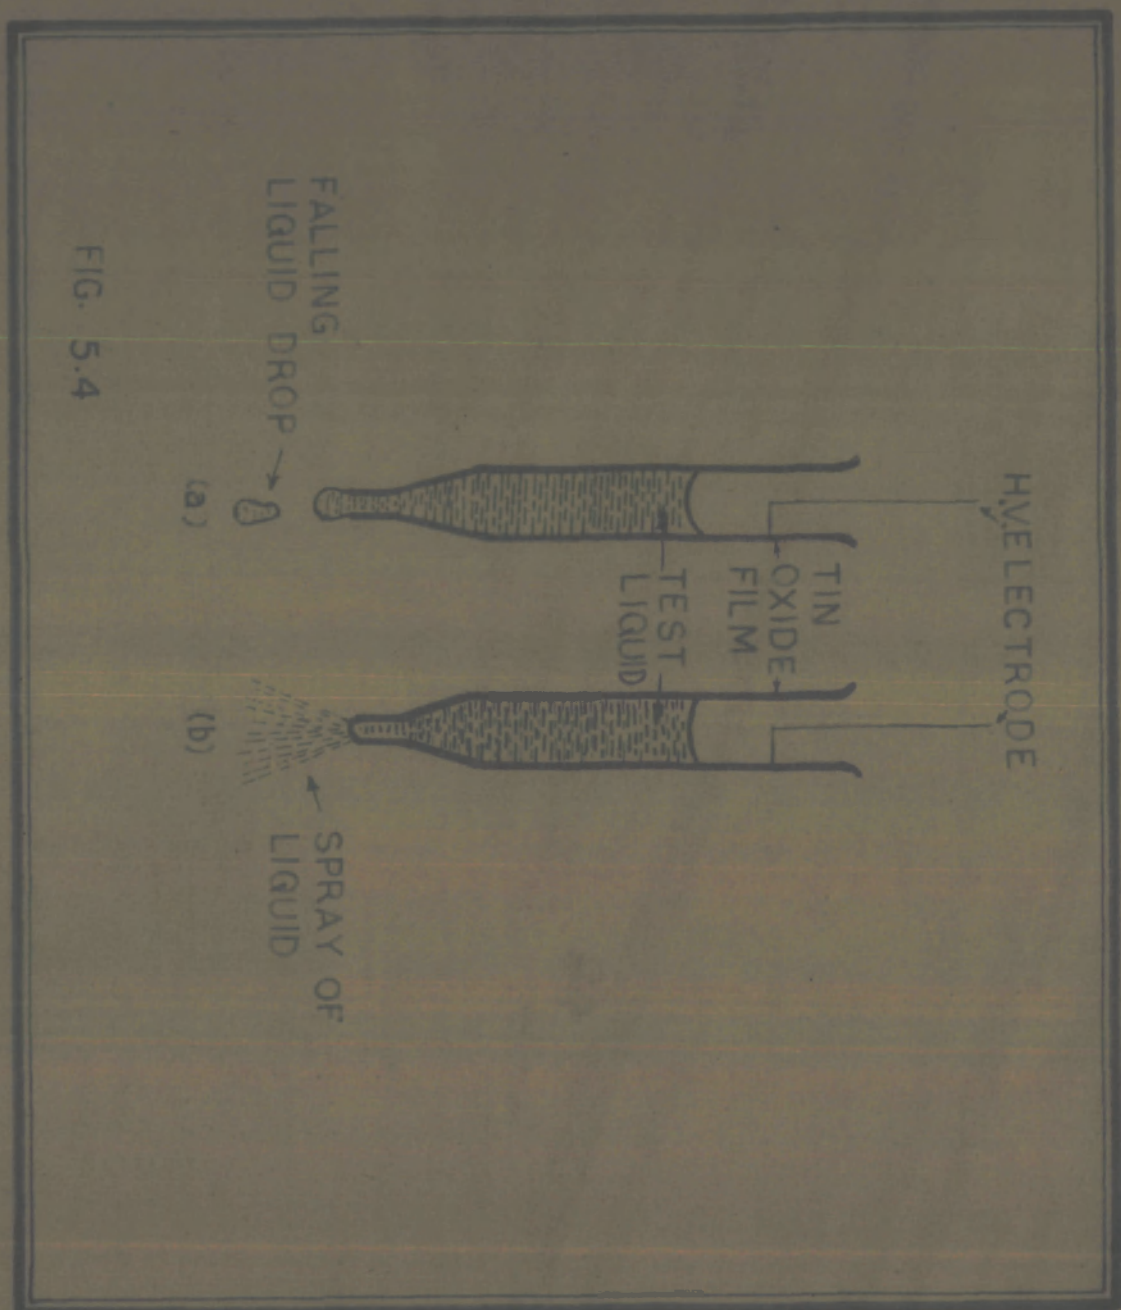 H.V.ELECTRODE
TIN
OXIDE
FILM
TEST
LIQUID
FALLING
LIQUID DROP
SPRAY OF
LIQUID
(a)
(b)
FIG. 5.4